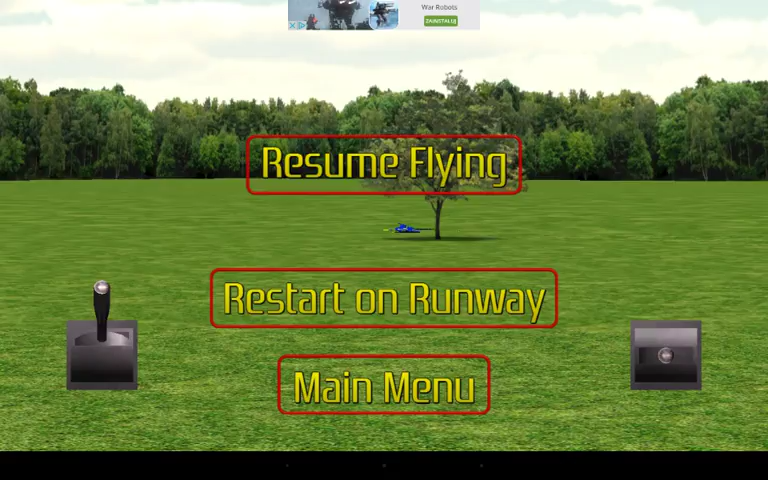 War Robots
ZAINSTALUJ
Resume Flying
Restart on Runway
Main Menu